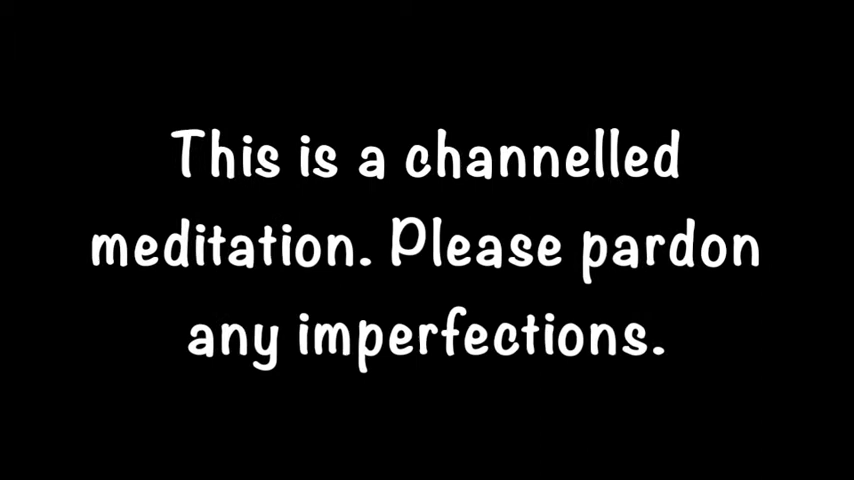 This is a channelled
meditation. Please pardon
any imperfections.